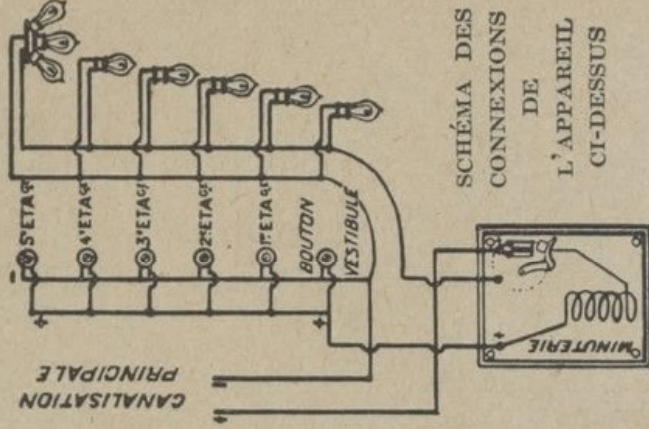 5ᵉ ETAGᵉ
4ᵉ ETAGᵉ
3ᵉ ETAGᵉ
2ᵉ ETAGᵉ
1ᵉʳ ETAGᵉ
BOUTON
VESTIBULE
-
+
+
CANALISATION
PRINCIPALE
-
+
+
MINUTERIE
SCHÉMA DES
CONNEXIONS
DE
L'APPAREIL
CI-DESSUS